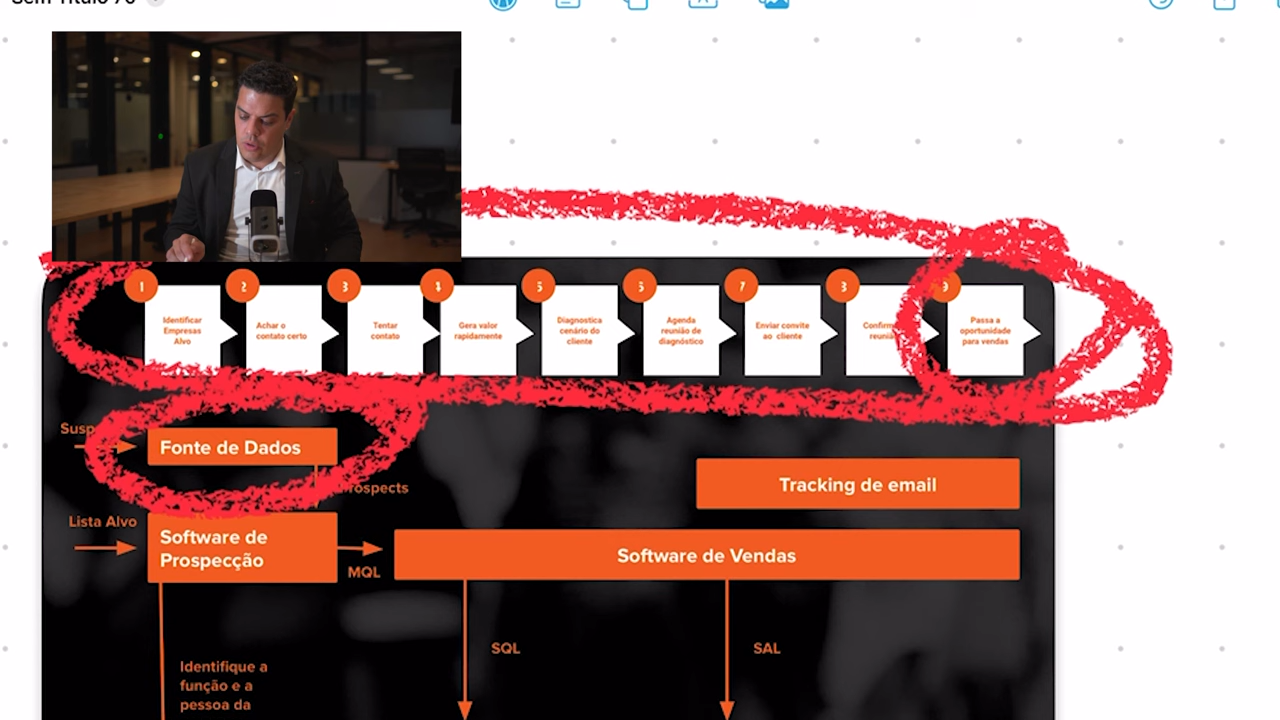 Sem Título 70
1
2
3
4
5
6
7
8
9
Identificar
Empresas
Alvo
Achar o
contato certo
Tentar
contato
Gera valor
rapidamente
Diagnostica
cenário do
cliente
Agenda
reunião de
diagnóstico
Enviar convite
ao cliente
Passa a
oportunidade
para vendas
Fonte de Dados
Tracking de email
Lista Alvo
Software de
Prospecção
MQL
Software de Vendas
SQL
SAL
Identifique a
função e a
pessoa da